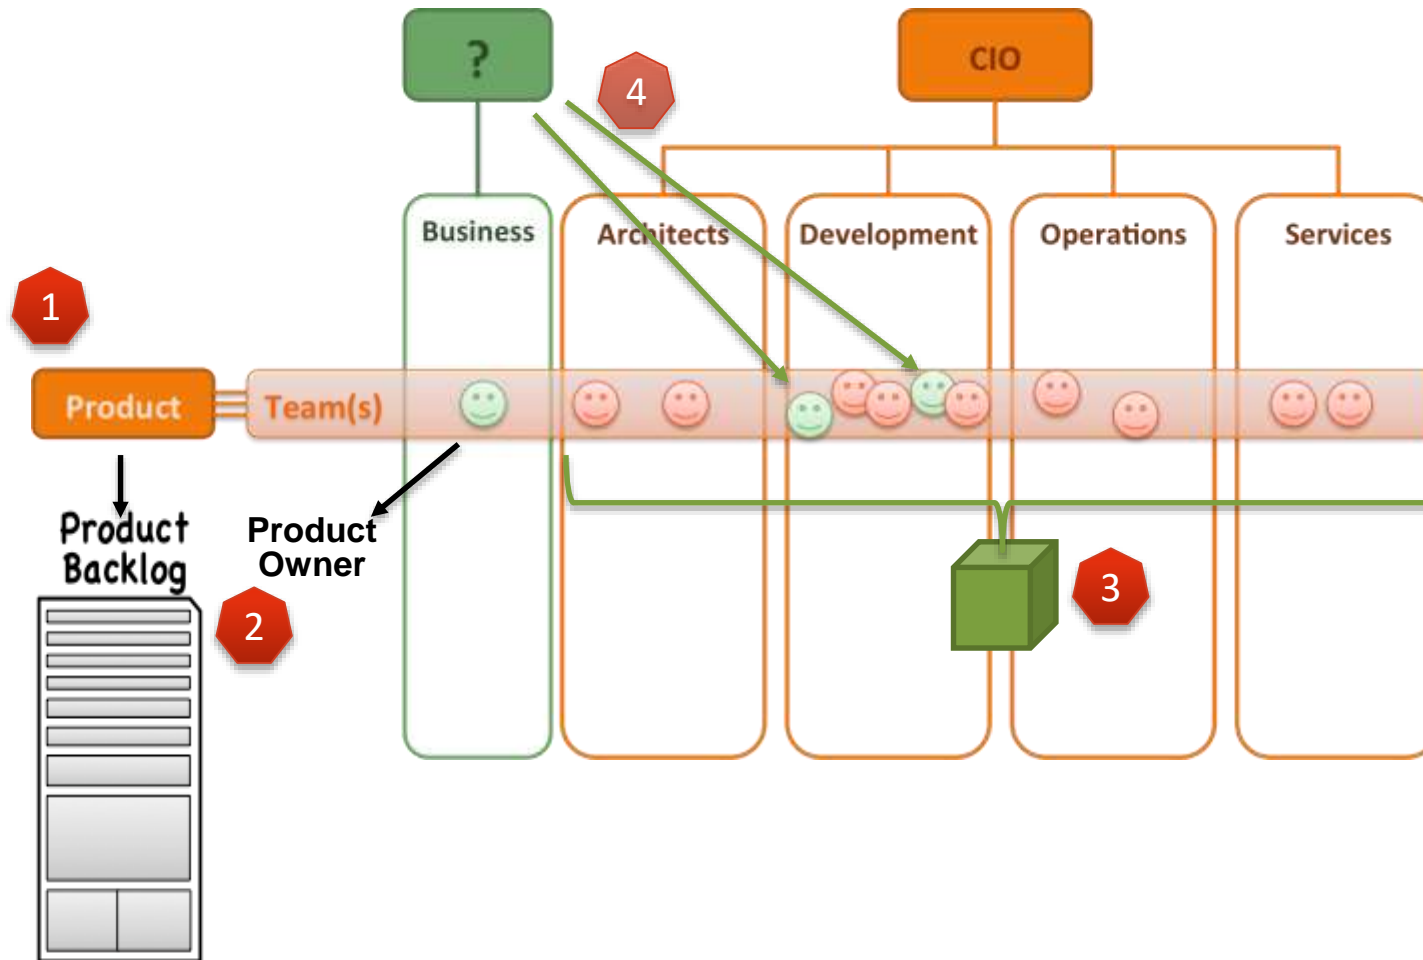 ?
CIO
4
Business
Architects
Development
Operations
Services
1
Product
Team(s)
Product
Backlog
Product
Owner
2
3